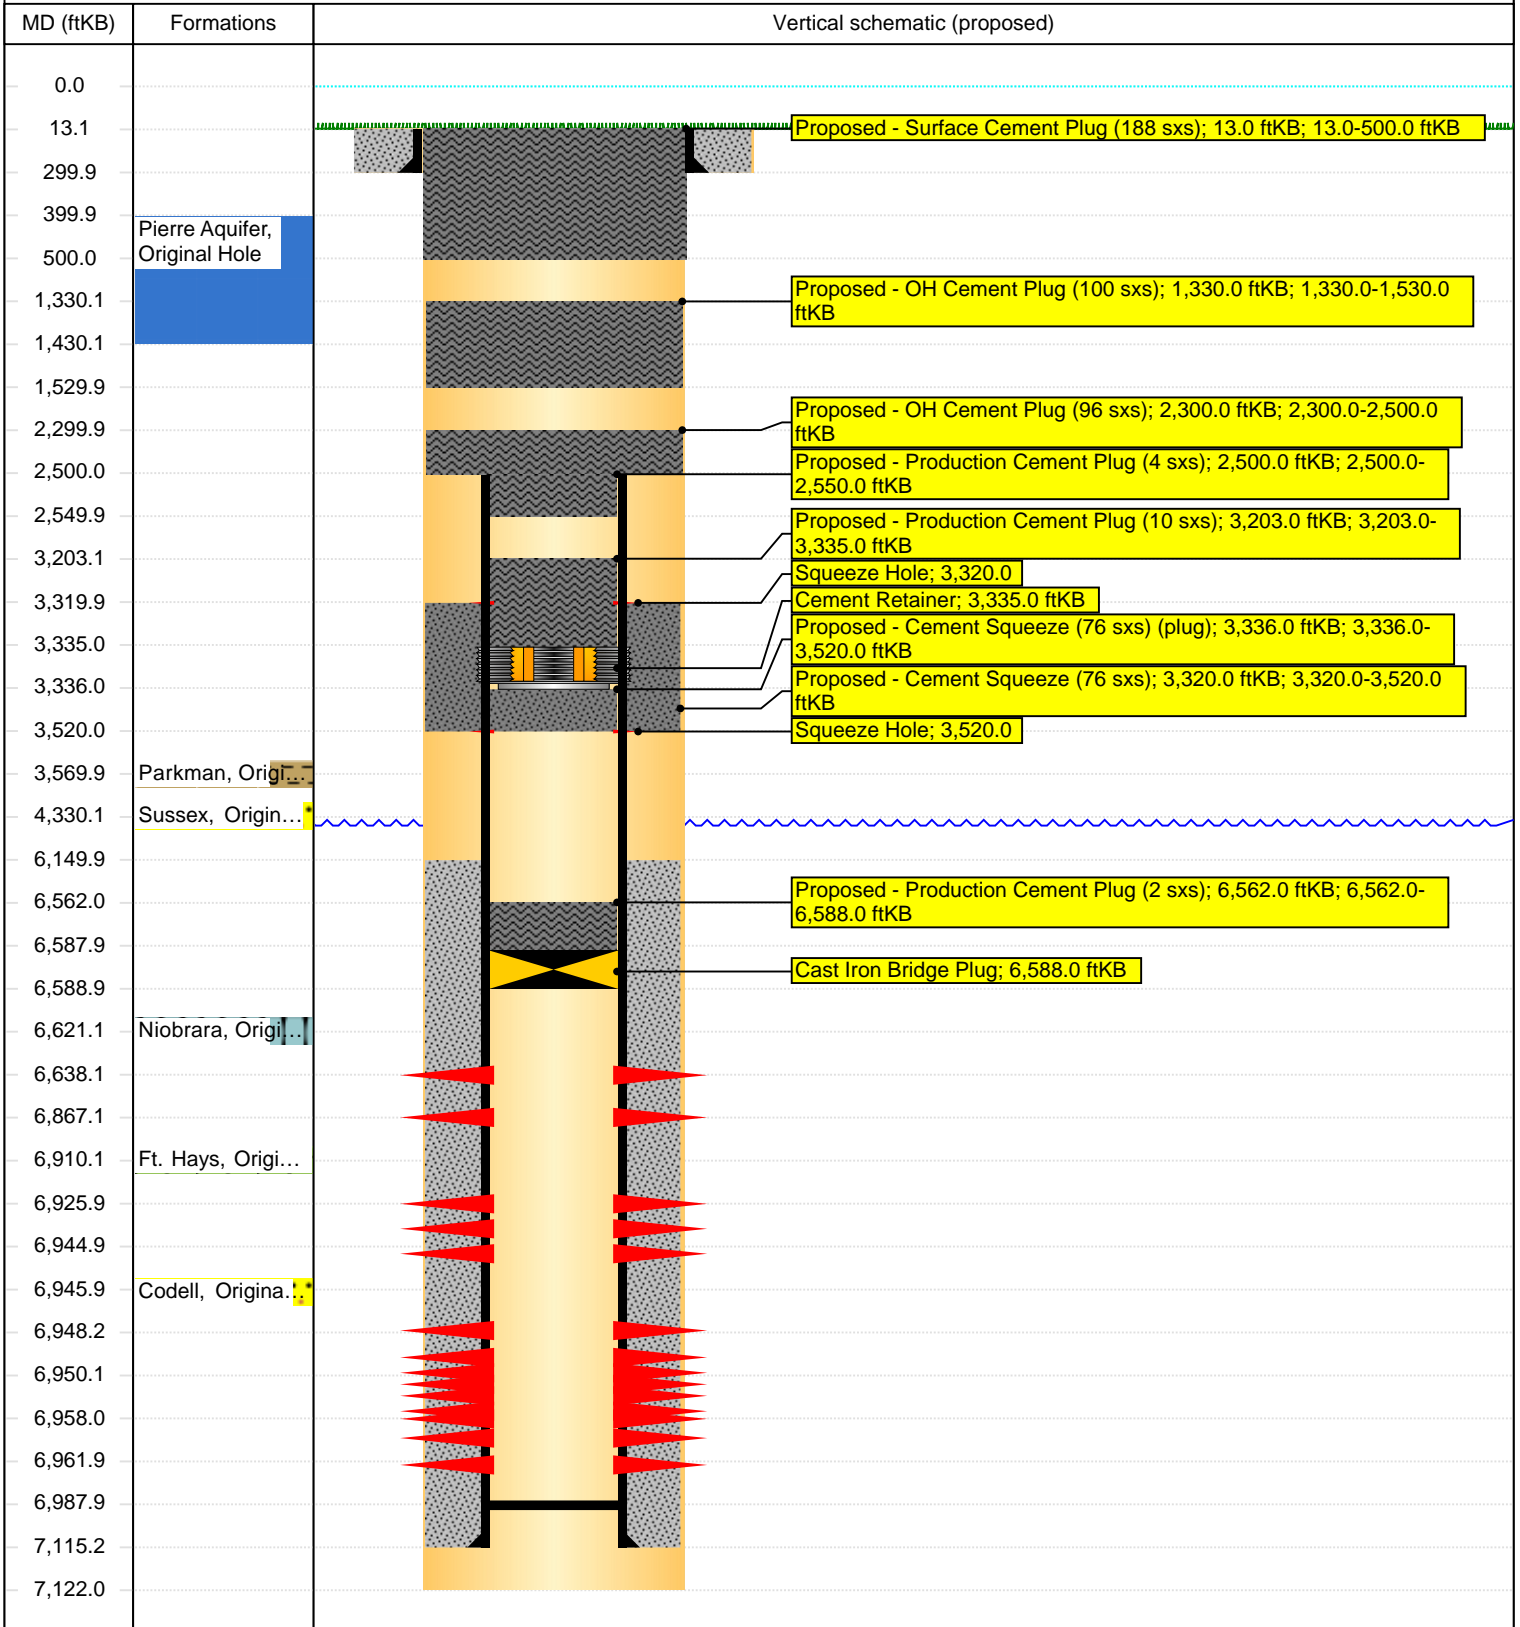 MD (ftKB) Formations Vertical schematic (proposed)
0.0
13.1
Proposed - Surface Cement Plug (188 sxs); 13.0 ftKB; 13.0-500.0 ftKB
299.9
399.9
Pierre Aquifer,
Original Hole
500.0
1,330.1
Proposed - OH Cement Plug (100 sxs); 1,330.0 ftKB; 1,330.0-1,530.0
ftKB
1,430.1
1,529.9
2,299.9
Proposed - OH Cement Plug (96 sxs); 2,300.0 ftKB; 2,300.0-2,500.0
ftKB
2,500.0
Proposed - Production Cement Plug (4 sxs); 2,500.0 ftKB; 2,500.0-
2,550.0 ftKB
2,549.9
Proposed - Production Cement Plug (10 sxs); 3,203.0 ftKB; 3,203.0-
3,335.0 ftKB
3,203.1
Squeeze Hole; 3,320.0
3,319.9
Cement Retainer; 3,335.0 ftKB
3,335.0
Proposed - Cement Squeeze (76 sxs) (plug); 3,336.0 ftKB; 3,336.0-
3,520.0 ftKB
3,336.0
Proposed - Cement Squeeze (76 sxs); 3,320.0 ftKB; 3,320.0-3,520.0
ftKB
3,520.0
Squeeze Hole; 3,520.0
3,569.9
Parkman, Origi...
4,330.1
Sussex, Origin...
6,149.9
6,562.0
Proposed - Production Cement Plug (2 sxs); 6,562.0 ftKB; 6,562.0-
6,588.0 ftKB
6,587.9
Cast Iron Bridge Plug; 6,588.0 ftKB
6,588.9
6,621.1
Niobrara, Origi...
6,638.1
6,867.1
6,910.1
Ft. Hays, Origi...
6,925.9
6,944.9
6,945.9
Codell, Origina...
6,948.2
6,950.1
6,958.0
6,961.9
6,987.9
7,115.2
7,122.0